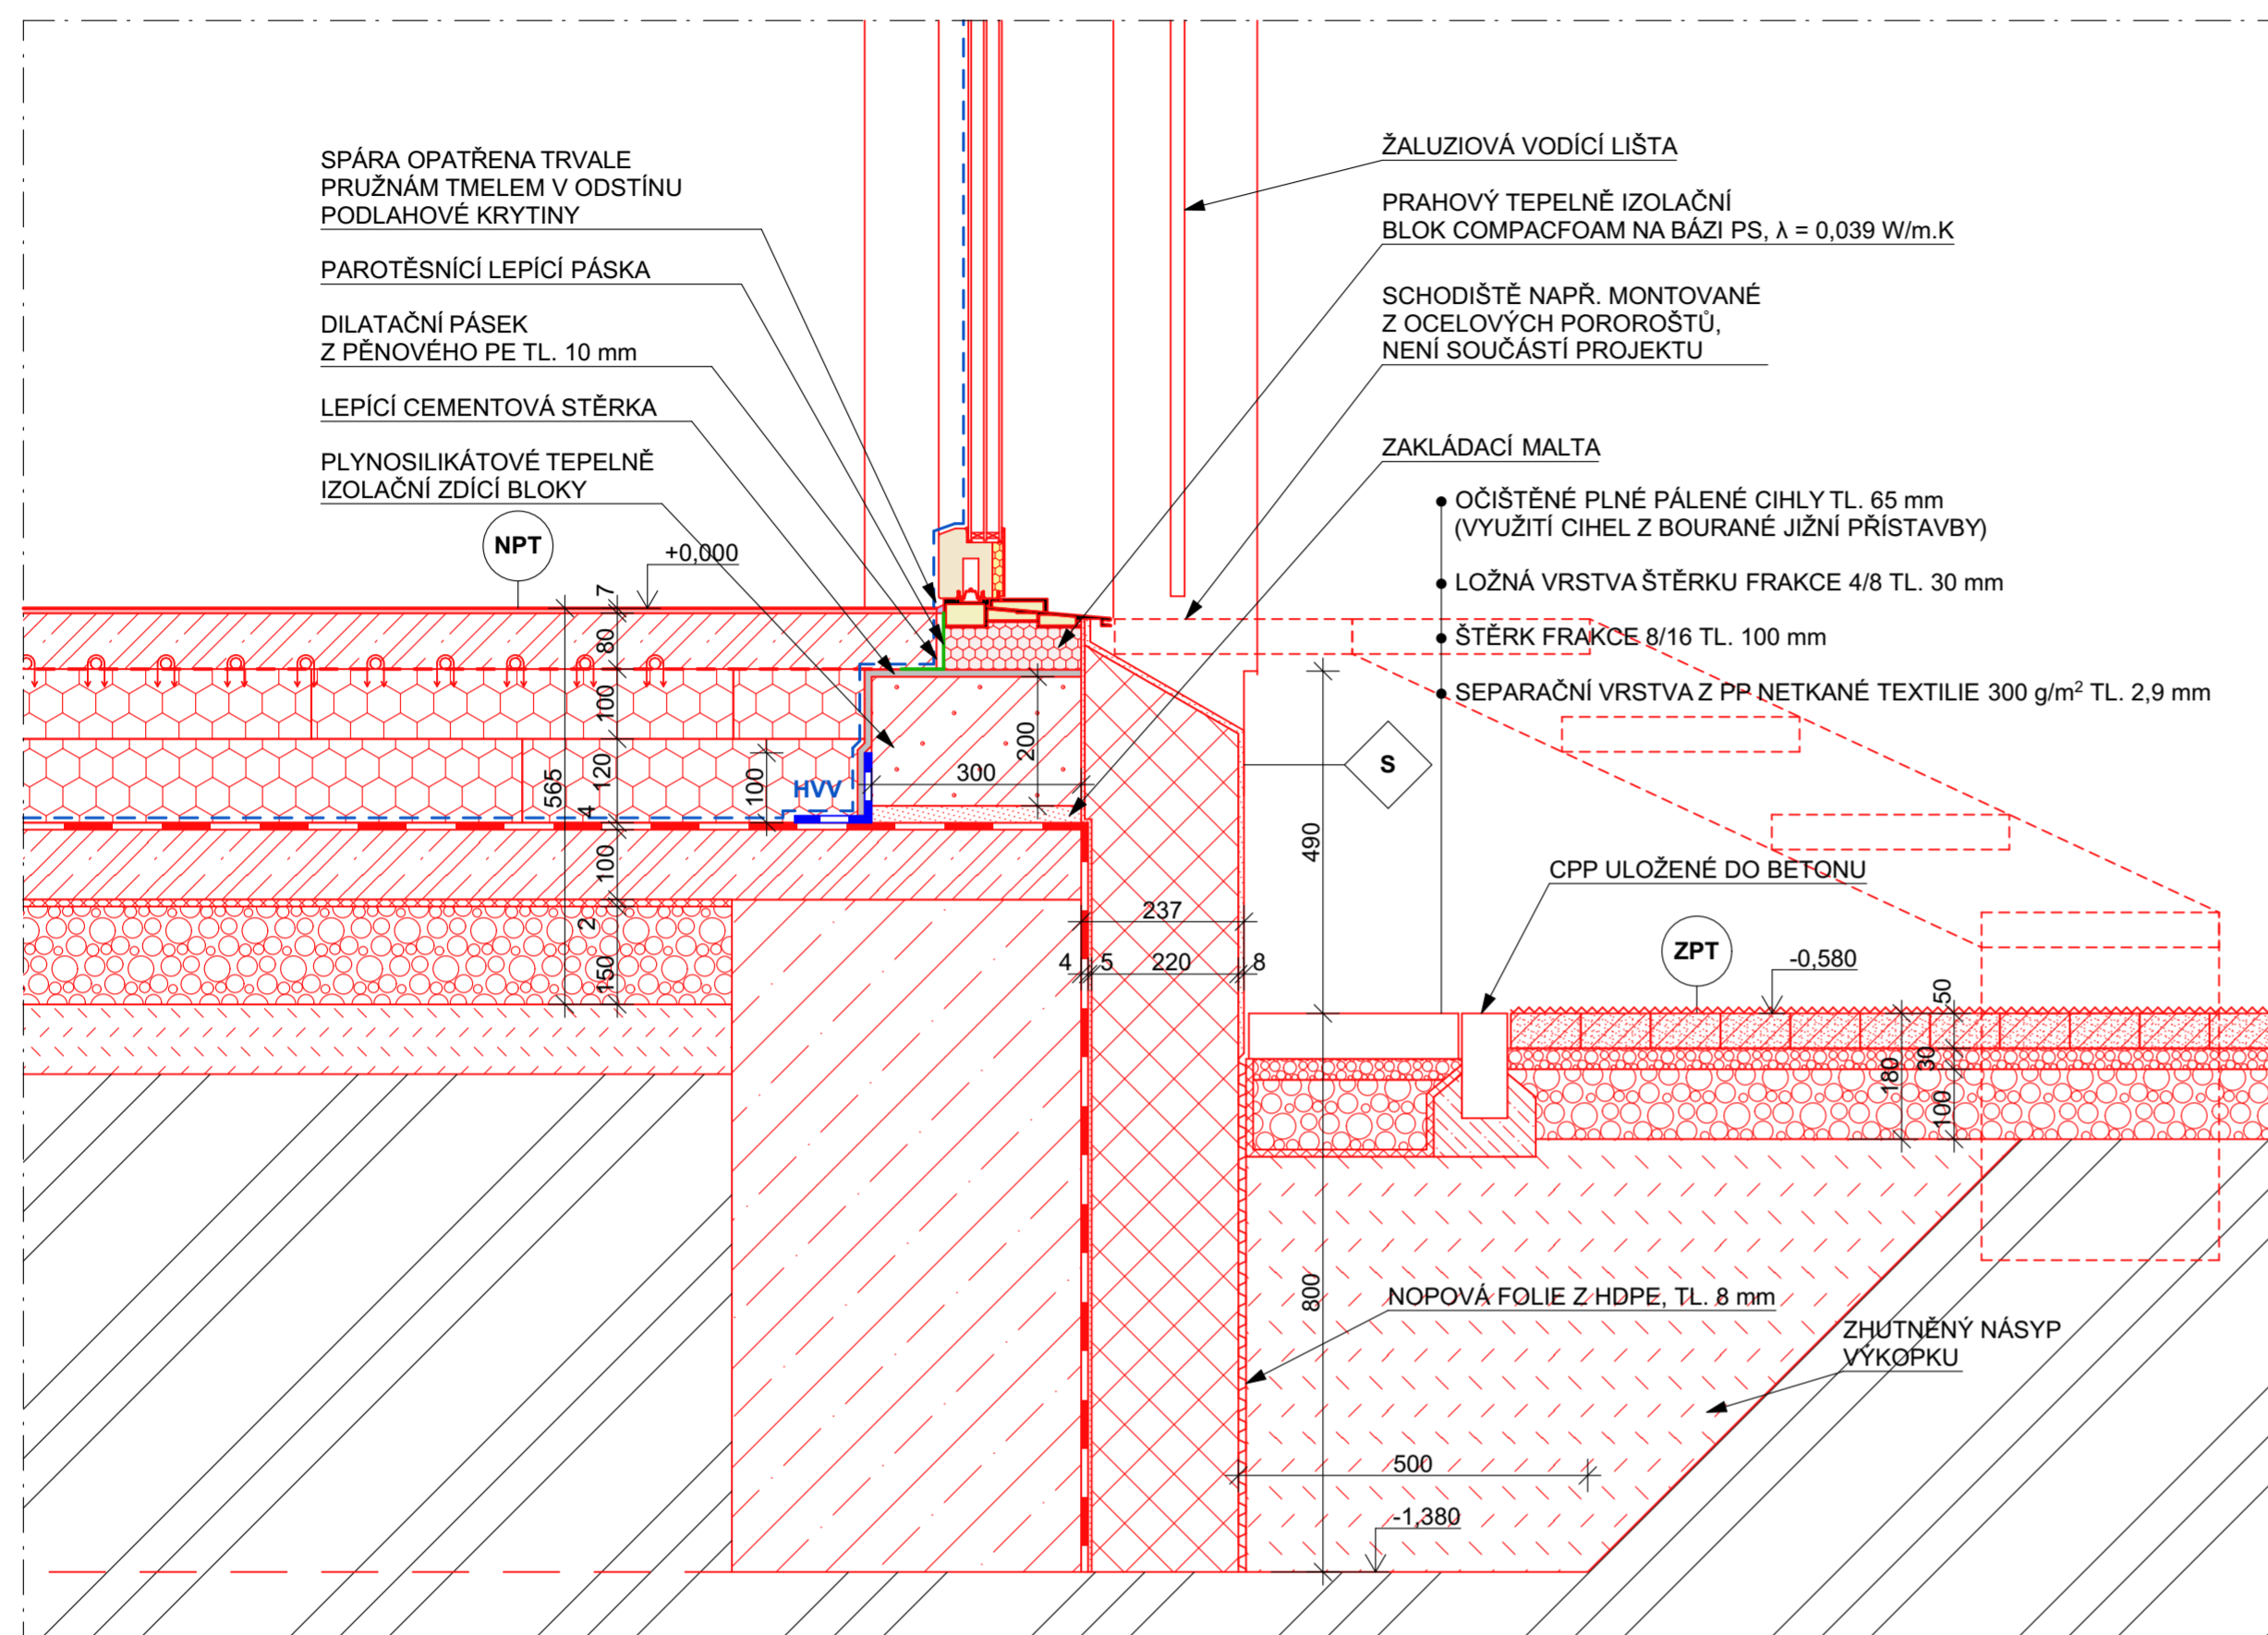 SPÁRA OPATŘENA TRVALE
PRUŽNÁM TMELEM V ODSTÍNU
PODLAHOVÉ KRYTINY
PAROTĚSNÍCÍ LEPÍCÍ PÁSKA
DILATAČNÍ PÁSEK
Z PĚNOVÉHO PE TL. 10 mm
LEPÍCÍ CEMENTOVÁ STĚRKA
PLYNOSILIKÁTOVÉ TEPELNĚ
IZOLAČNÍ ZDÍCÍ BLOKY
NPT
+0,000
ŽALUZIOVÁ VODÍCÍ LIŠTA
PRAHOVÝ TEPELNĚ IZOLAČNÍ
BLOK COMPACFOAM NA BÁZI PS, λ = 0,039 W/m.K
SCHODIŠTĚ NAPŘ. MONTOVANÉ
Z OCELOVÝCH POROROŠTŮ,
NENÍ SOUČÁSTÍ PROJEKTU
ZAKLÁDACÍ MALTA
OČIŠTĚNÉ PLNÉ PÁLENÉ CIHLY TL. 65 mm
(VYUŽITÍ CIHEL Z BOURANÉ JIŽNÍ PŘÍSTAVBY)
LOŽNÁ VRSTVA ŠTĚRKU FRAKCE 4/8 TL. 30 mm
ŠTĚRK FRAKCE 8/16 TL. 100 mm
SEPARAČNÍ VRSTVA Z PP NETKANÉ TEXTILIE 300 g/m² TL. 2,9 mm
7
80
100
120
4
100
2
150
565
100
HVV
300
200
S
490
237
4
5
220
8
CPP ULOŽENÉ DO BETONU
ZPT
-0,580
50
30
180
100
800
NOPOVÁ FOLIE Z HDPE, TL. 8 mm
ZHUTNĚNÝ NÁSYP
VÝKOPKU
500
-1,380